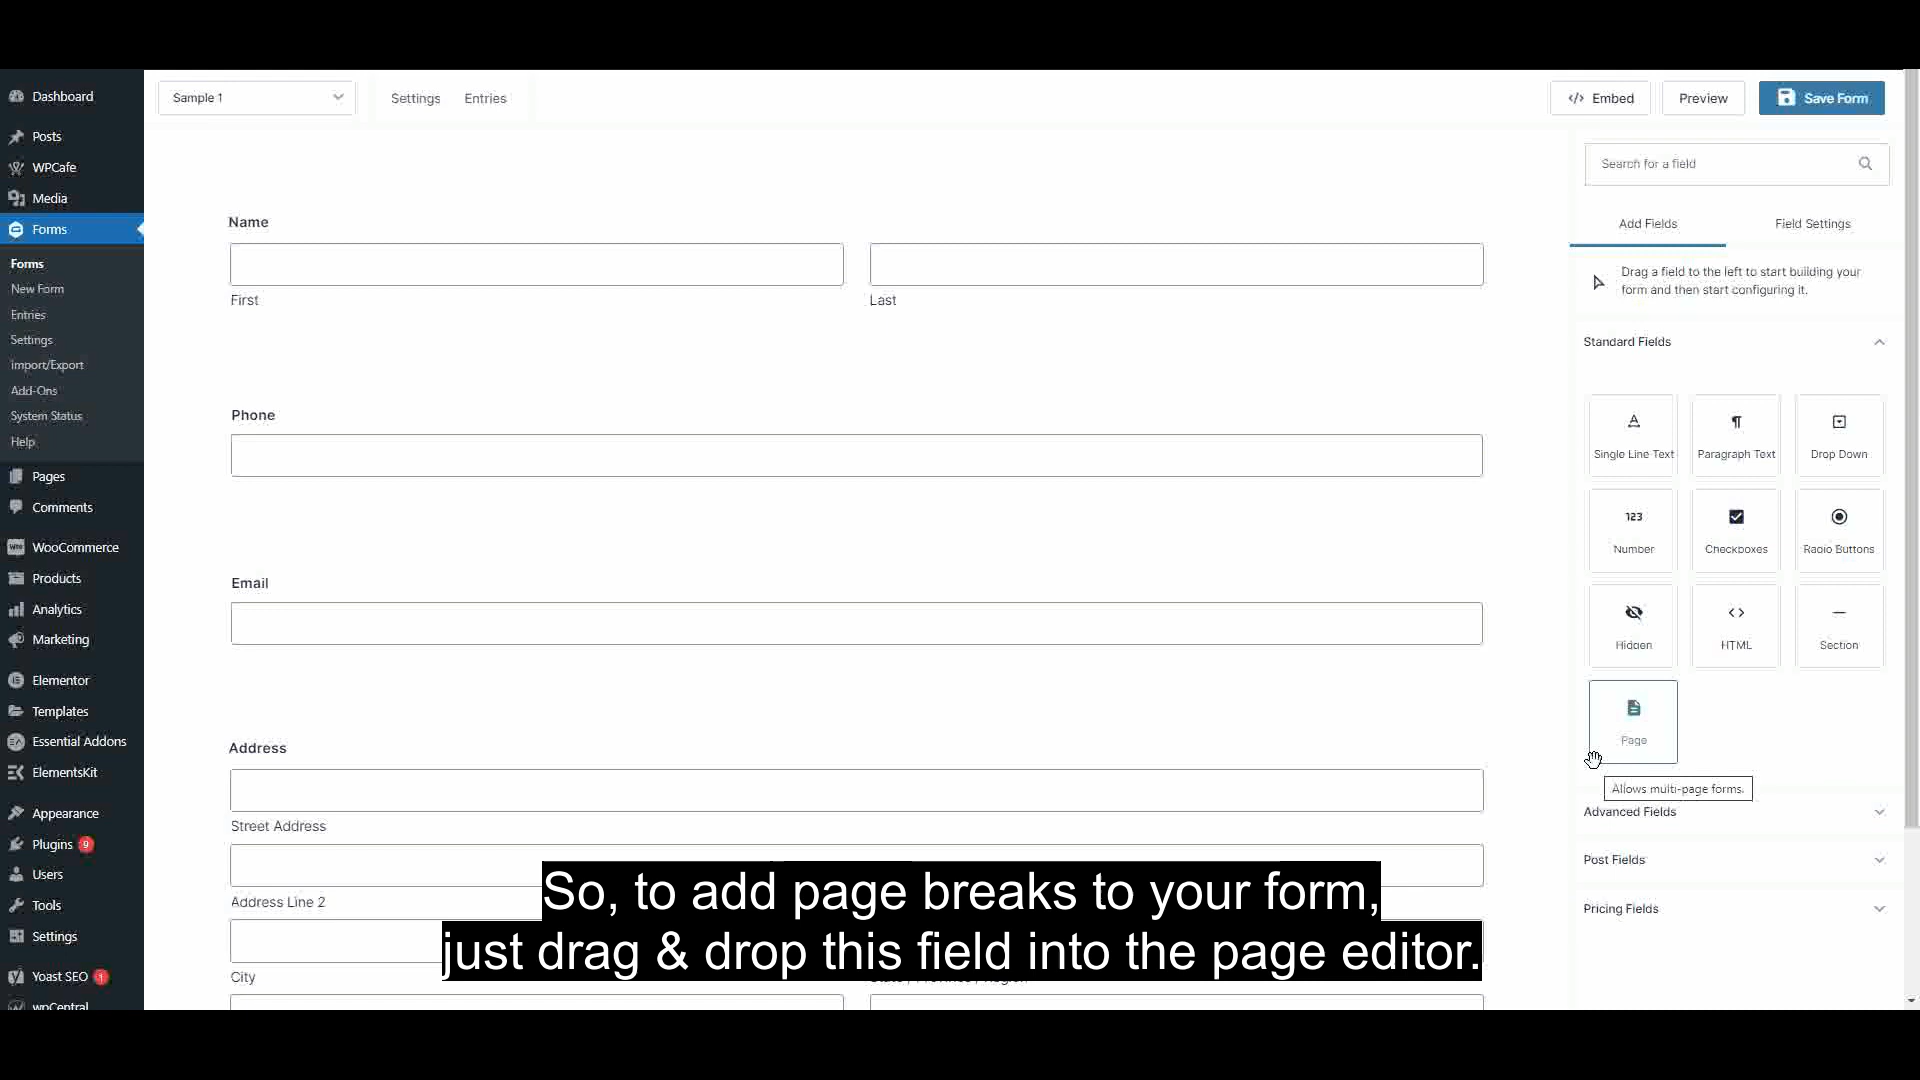 Dashboard
Posts
WPCafe
Media
Forms
Forms
New Form
Entries
Settings
Import/Export
Add-Ons
System Status
Help
Pages
Comments
WooCommerce
Products
Analytics
Marketing
Elementor
Templates
Essential Addons
ElementsKit
Appearance
Plugins 9
Users
Tools
Settings
Yoast SEO 1
wpCentral
Sample 1
Settings
Entries
Embed
Preview
Save Form
Name
First
Last
Phone
Email
Address
Street Address
Address Line 2
City
State / Province / Region
So, to add page breaks to your form,
just drag & drop this field into the page editor.
Search for a field
Add Fields
Field Settings
Drag a field to the left to start building your
form and then start configuring it.
Standard Fields
Single Line Text
Paragraph Text
Drop Down
123
Number
Checkboxes
Radio Buttons
Hidden
HTML
Section
Page
Allows multi-page forms.
Advanced Fields
Post Fields
Pricing Fields